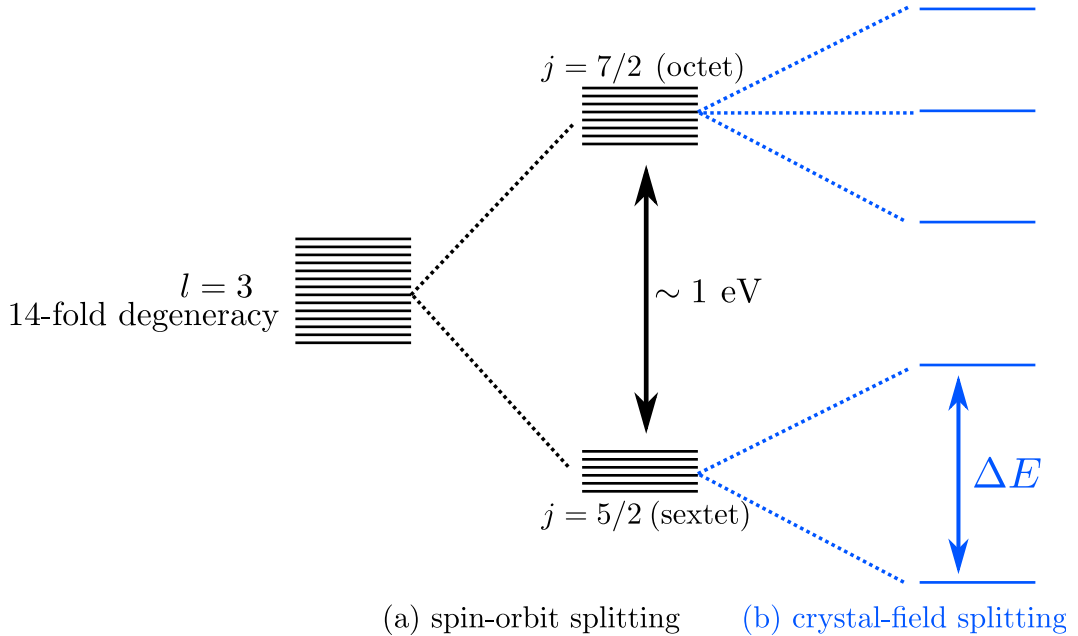 j = 7/2 (octet)
l = 3
14-fold degeneracy
∼ 1 eV
ΔE
j = 5/2 (sextet)
(a) spin-orbit splitting
(b) crystal-field splitting